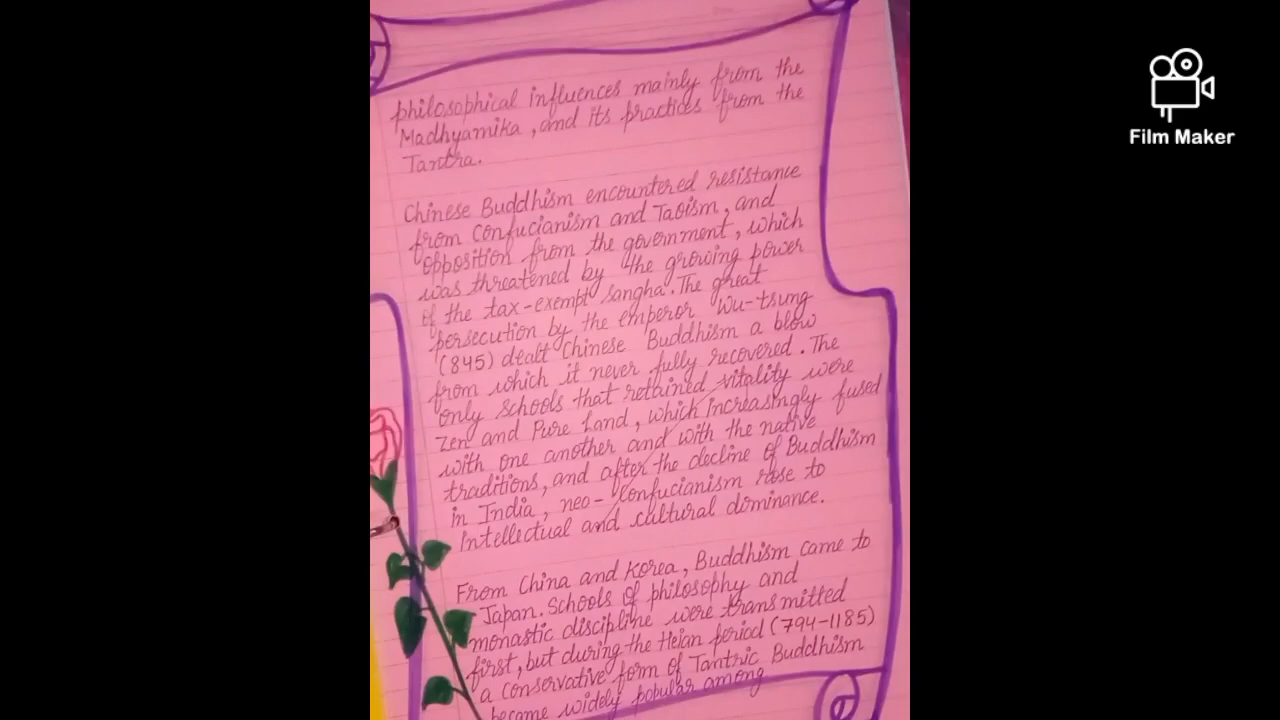 philosophical influences mainly from the
Madhyamika, and its practices from the
Tantra.
Chinese Buddhism encountered resistance
from Confucianism and Taoism, and
opposition from the government, which
was threatened by the growing power
of the tax-exempt sangha. The great
persecution by the emperor Wu-tsung
(845) dealt Chinese Buddhism a blow
from which it never fully recovered. The
only schools that retained vitality were
Zen and Pure Land, which increasingly fused
with one another and with the native
traditions, and after the decline of Buddhism
in India, neo-Confucianism rose to
intellectual and cultural dominance.
From China and Korea, Buddhism came to
Japan. Schools of philosophy and
monastic discipline were transmitted
first, but during the Heian period (794-1185)
a conservative form of Tantric Buddhism
became widely popular among
Film Maker